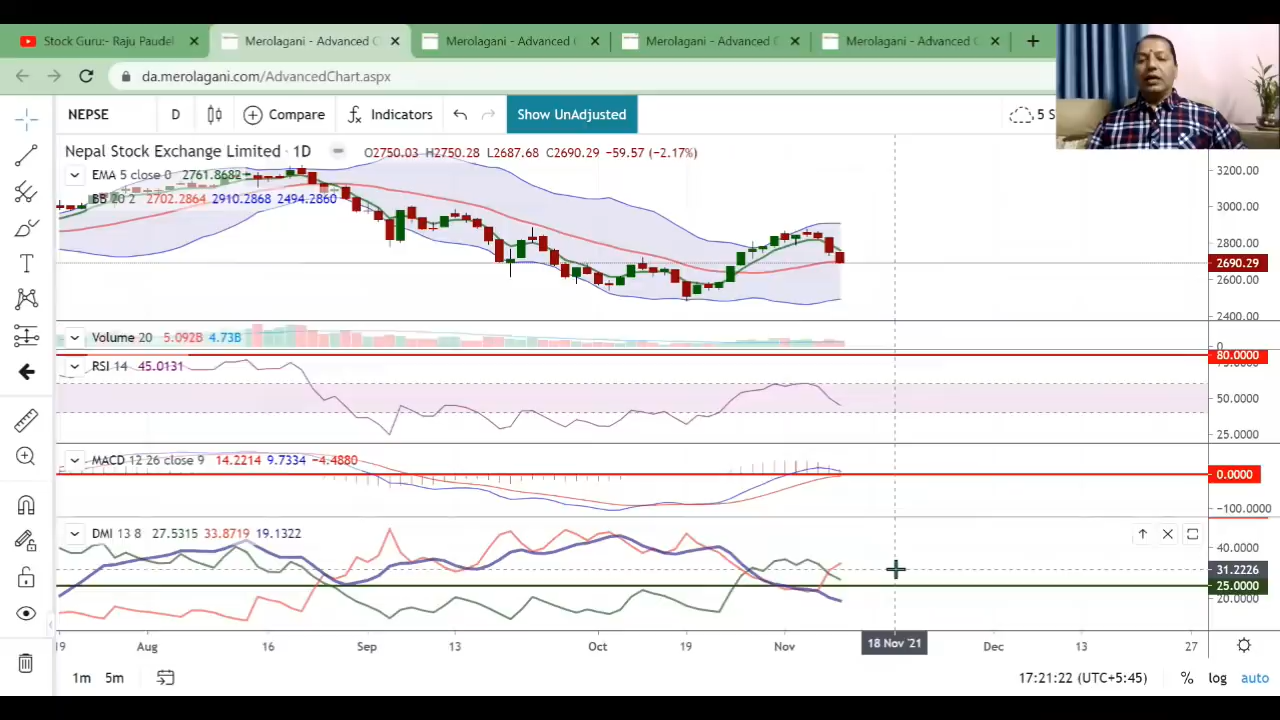 Stock Guru:- Raju Paudel
Merolagani - Advanced C
Merolagani - Advanced C
Merolagani - Advanced C
Merolagani - Advanced C
da.merolagani.com/AdvancedChart.aspx
NEPSE D Compare Indicators Show UnAdjusted 5 S
Nepal Stock Exchange Limited · 1D O2750.03 H2750.28 L2687.68 C2690.29 −59.57 (−2.17%)
EMA 5 close 0 2761.8682
BB 20 2 2702.2864 2910.2868 2494.2860
3200.00
3000.00
2800.00
2690.29
2600.00
2400.00
Volume 20 5.092B 4.73B
0
80.0000
RSI 14 45.0131
50.0000
25.0000
MACD 12 26 close 9 14.2214 9.7334 −4.4880
0.0000
−100.0000
DMI 13 8 27.5315 33.8719 19.1322
40.0000
31.2226
25.0000
20.0000
19 Aug 16 Sep 13 Oct 19 Nov 18 Nov '21 Dec 13 27
1m 5m 17:21:22 (UTC+5:45) % log auto